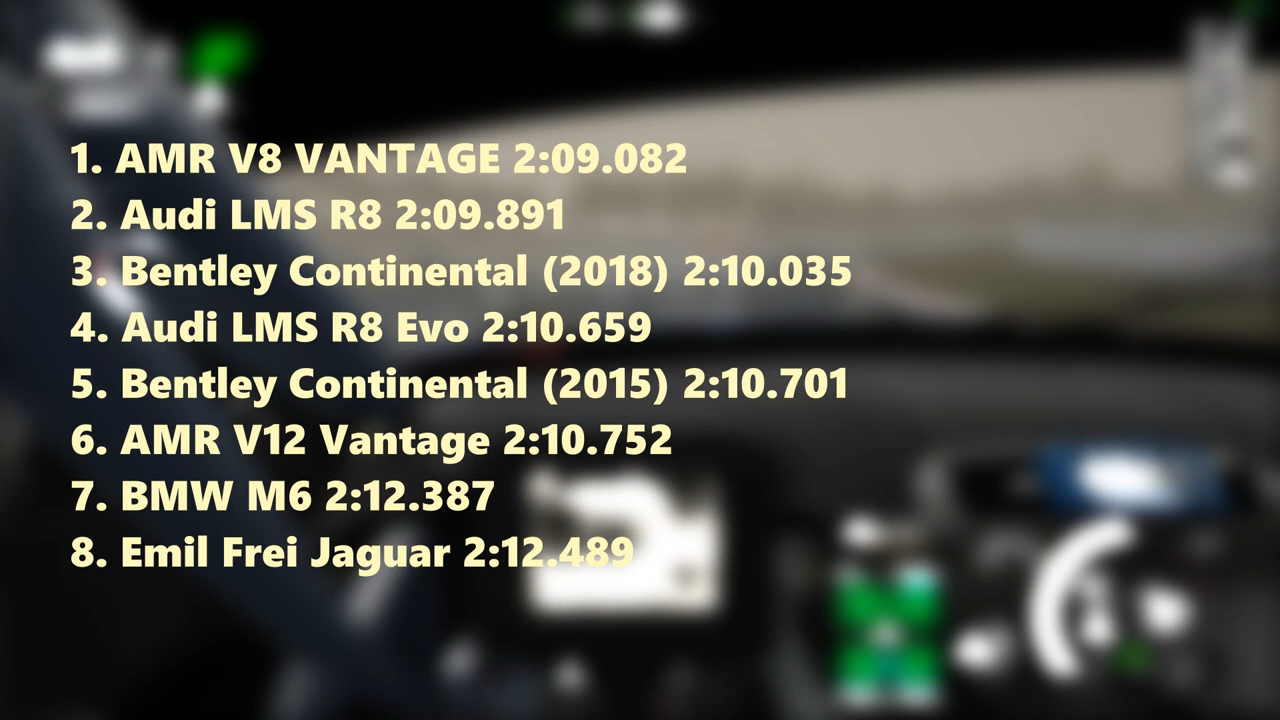 1. AMR V8 VANTAGE 2:09.082
2. Audi LMS R8 2:09.891
3. Bentley Continental (2018) 2:10.035
4. Audi LMS R8 Evo 2:10.659
5. Bentley Continental (2015) 2:10.701
6. AMR V12 Vantage 2:10.752
7. BMW M6 2:12.387
8. Emil Frei Jaguar 2:12.489